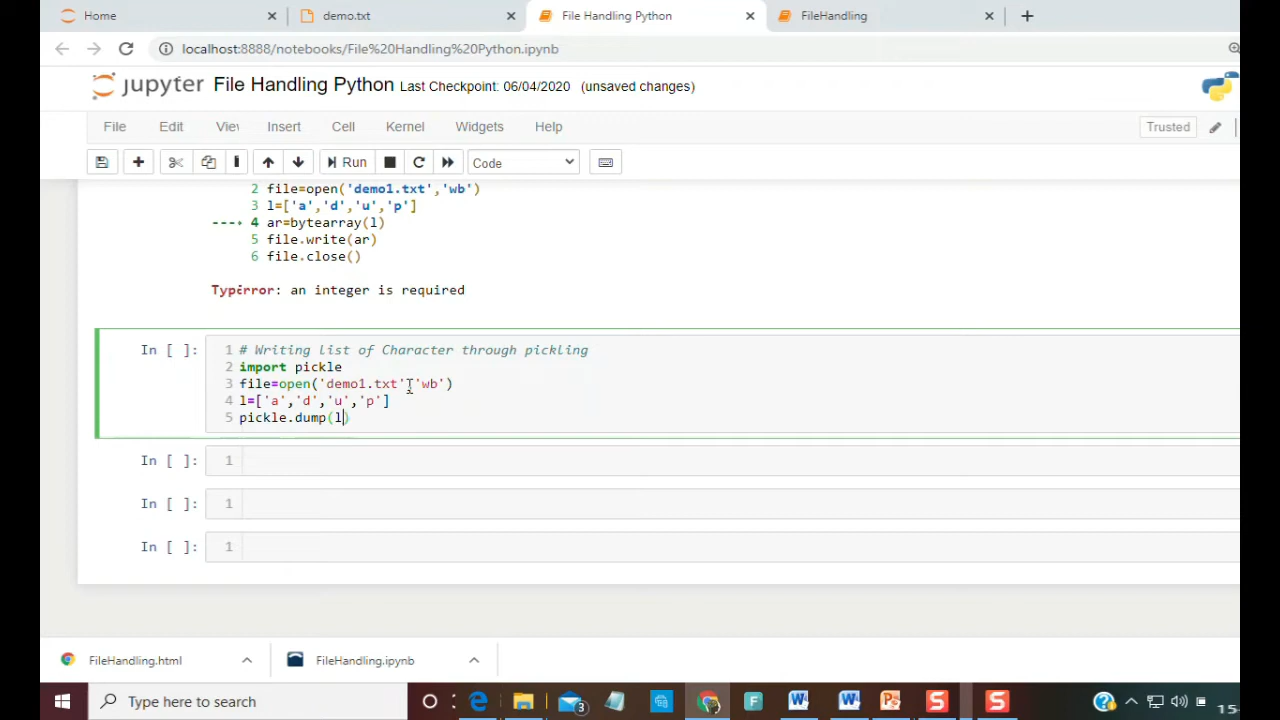 Home
demo.txt
File Handling Python
FileHandling
localhost:8888/notebooks/File%20Handling%20Python.ipynb
jupyter File Handling Python Last Checkpoint: 06/04/2020 (unsaved changes)
File Edit View Insert Cell Kernel Widgets Help
Trusted
Run
Code
2 file=open('demo1.txt','wb')
3 l=['a','d','u','p']
----> 4 ar=bytearray(l)
5 file.write(ar)
6 file.close()
TypeError: an integer is required
In [ ]: 1 # Writing list of Character through pickling
2 import pickle
3 file=open('demo1.txt','wb')
4 l=['a','d','u','p']
5 pickle.dump(l)
In [ ]: 1
In [ ]: 1
In [ ]: 1
FileHandling.html
FileHandling.ipynb
Type here to search
3
15